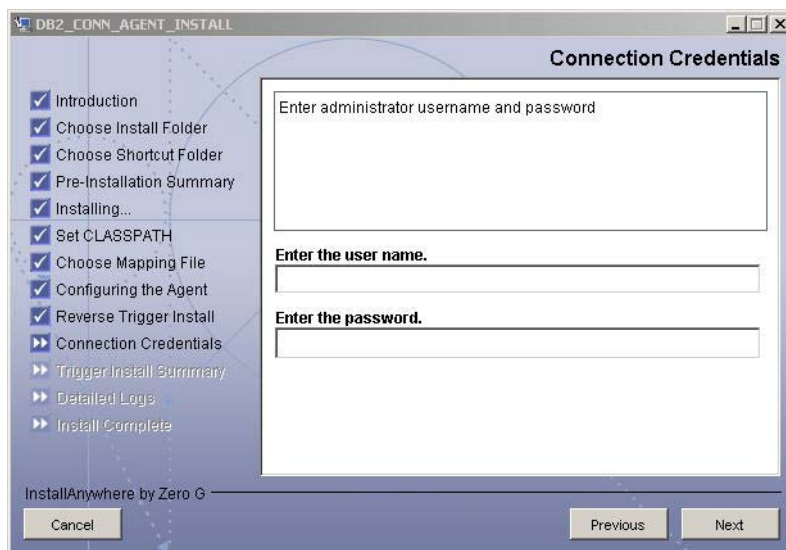 DB2_CONN_AGENT_INSTALL
Connection Credentials
Introduction
Choose Install Folder
Choose Shortcut Folder
Pre-Installation Summary
Installing...
Set CLASSPATH
Choose Mapping File
Configuring the Agent
Reverse Trigger Install
Connection Credentials
Trigger Install Summary
Detailed Logs
Install Complete
Enter administrator username and password
Enter the user name.
Enter the password.
InstallAnywhere by Zero G
Cancel
Previous
Next